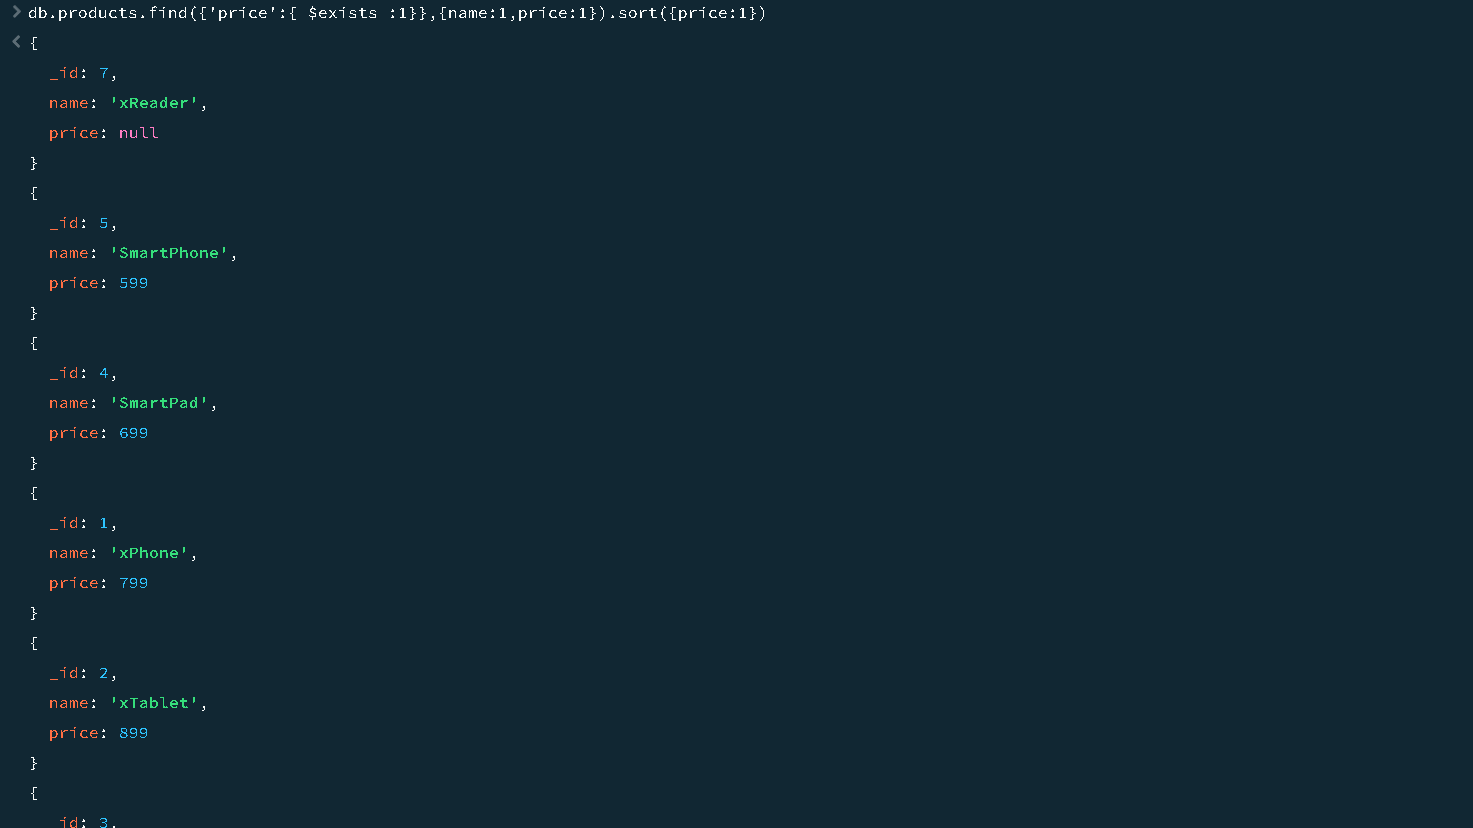 db.products.find({'price':{ $exists :1}},{name:1,price:1}).sort({price:1})
{
_id: 7,
name: 'xReader',
price: null
}
{
_id: 5,
name: 'SmartPhone',
price: 599
}
{
_id: 4,
name: 'SmartPad',
price: 699
}
{
_id: 1,
name: 'xPhone',
price: 799
}
{
_id: 2,
name: 'xTablet',
price: 899
}
{
_id: 3,